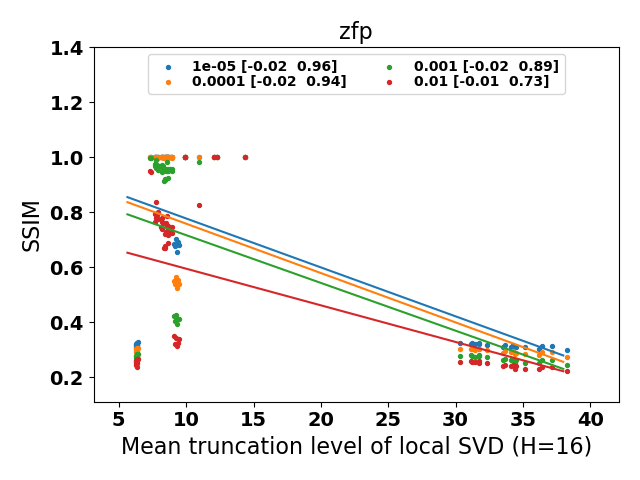 zfp
1e-05 [-0.02  0.96]
0.0001 [-0.02  0.94]
0.001 [-0.02  0.89]
0.01 [-0.01  0.73]
1.4
1.2
1.0
0.8
0.6
0.4
0.2
SSIM
5 10 15 20 25 30 35 40
Mean truncation level of local SVD (H=16)